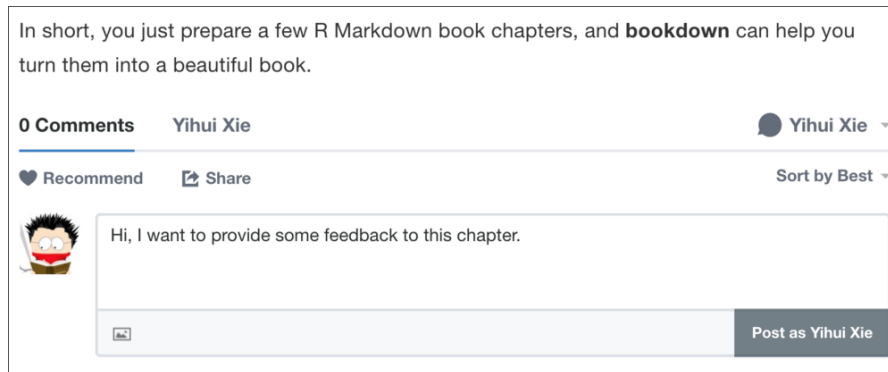 In short, you just prepare a few R Markdown book chapters, and bookdown can help you
turn them into a beautiful book.
0 Comments Yihui Xie Yihui Xie
Recommend Share Sort by Best
Hi, I want to provide some feedback to this chapter.
Post as Yihui Xie